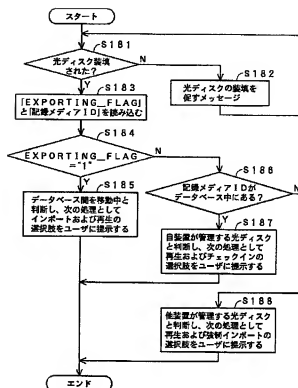 スタート
S181
光ディスク装填
された？
N
Y
S182
光ディスクの装填を
促すメッセージ
S183
「EXPORTING_FLAG」
と「記録メディアID」を読み込む
S184
EXPORTING_FLAG
="1"
N
Y
S185
データベース間を移動中と
判断し、次の処理として
インポートおよび再生の
選択肢をユーザに提示する
S186
記録メディアIDが
データベース中にある？
N
Y
S187
自装置が管理する光ディスク
と判断し、次の処理として
再生およびチェックインの
選択肢をユーザに提示する
S188
他装置が管理する光ディスク
と判断し、次の処理として
再生および強制インポート
の選択肢をユーザに提示する
エンド